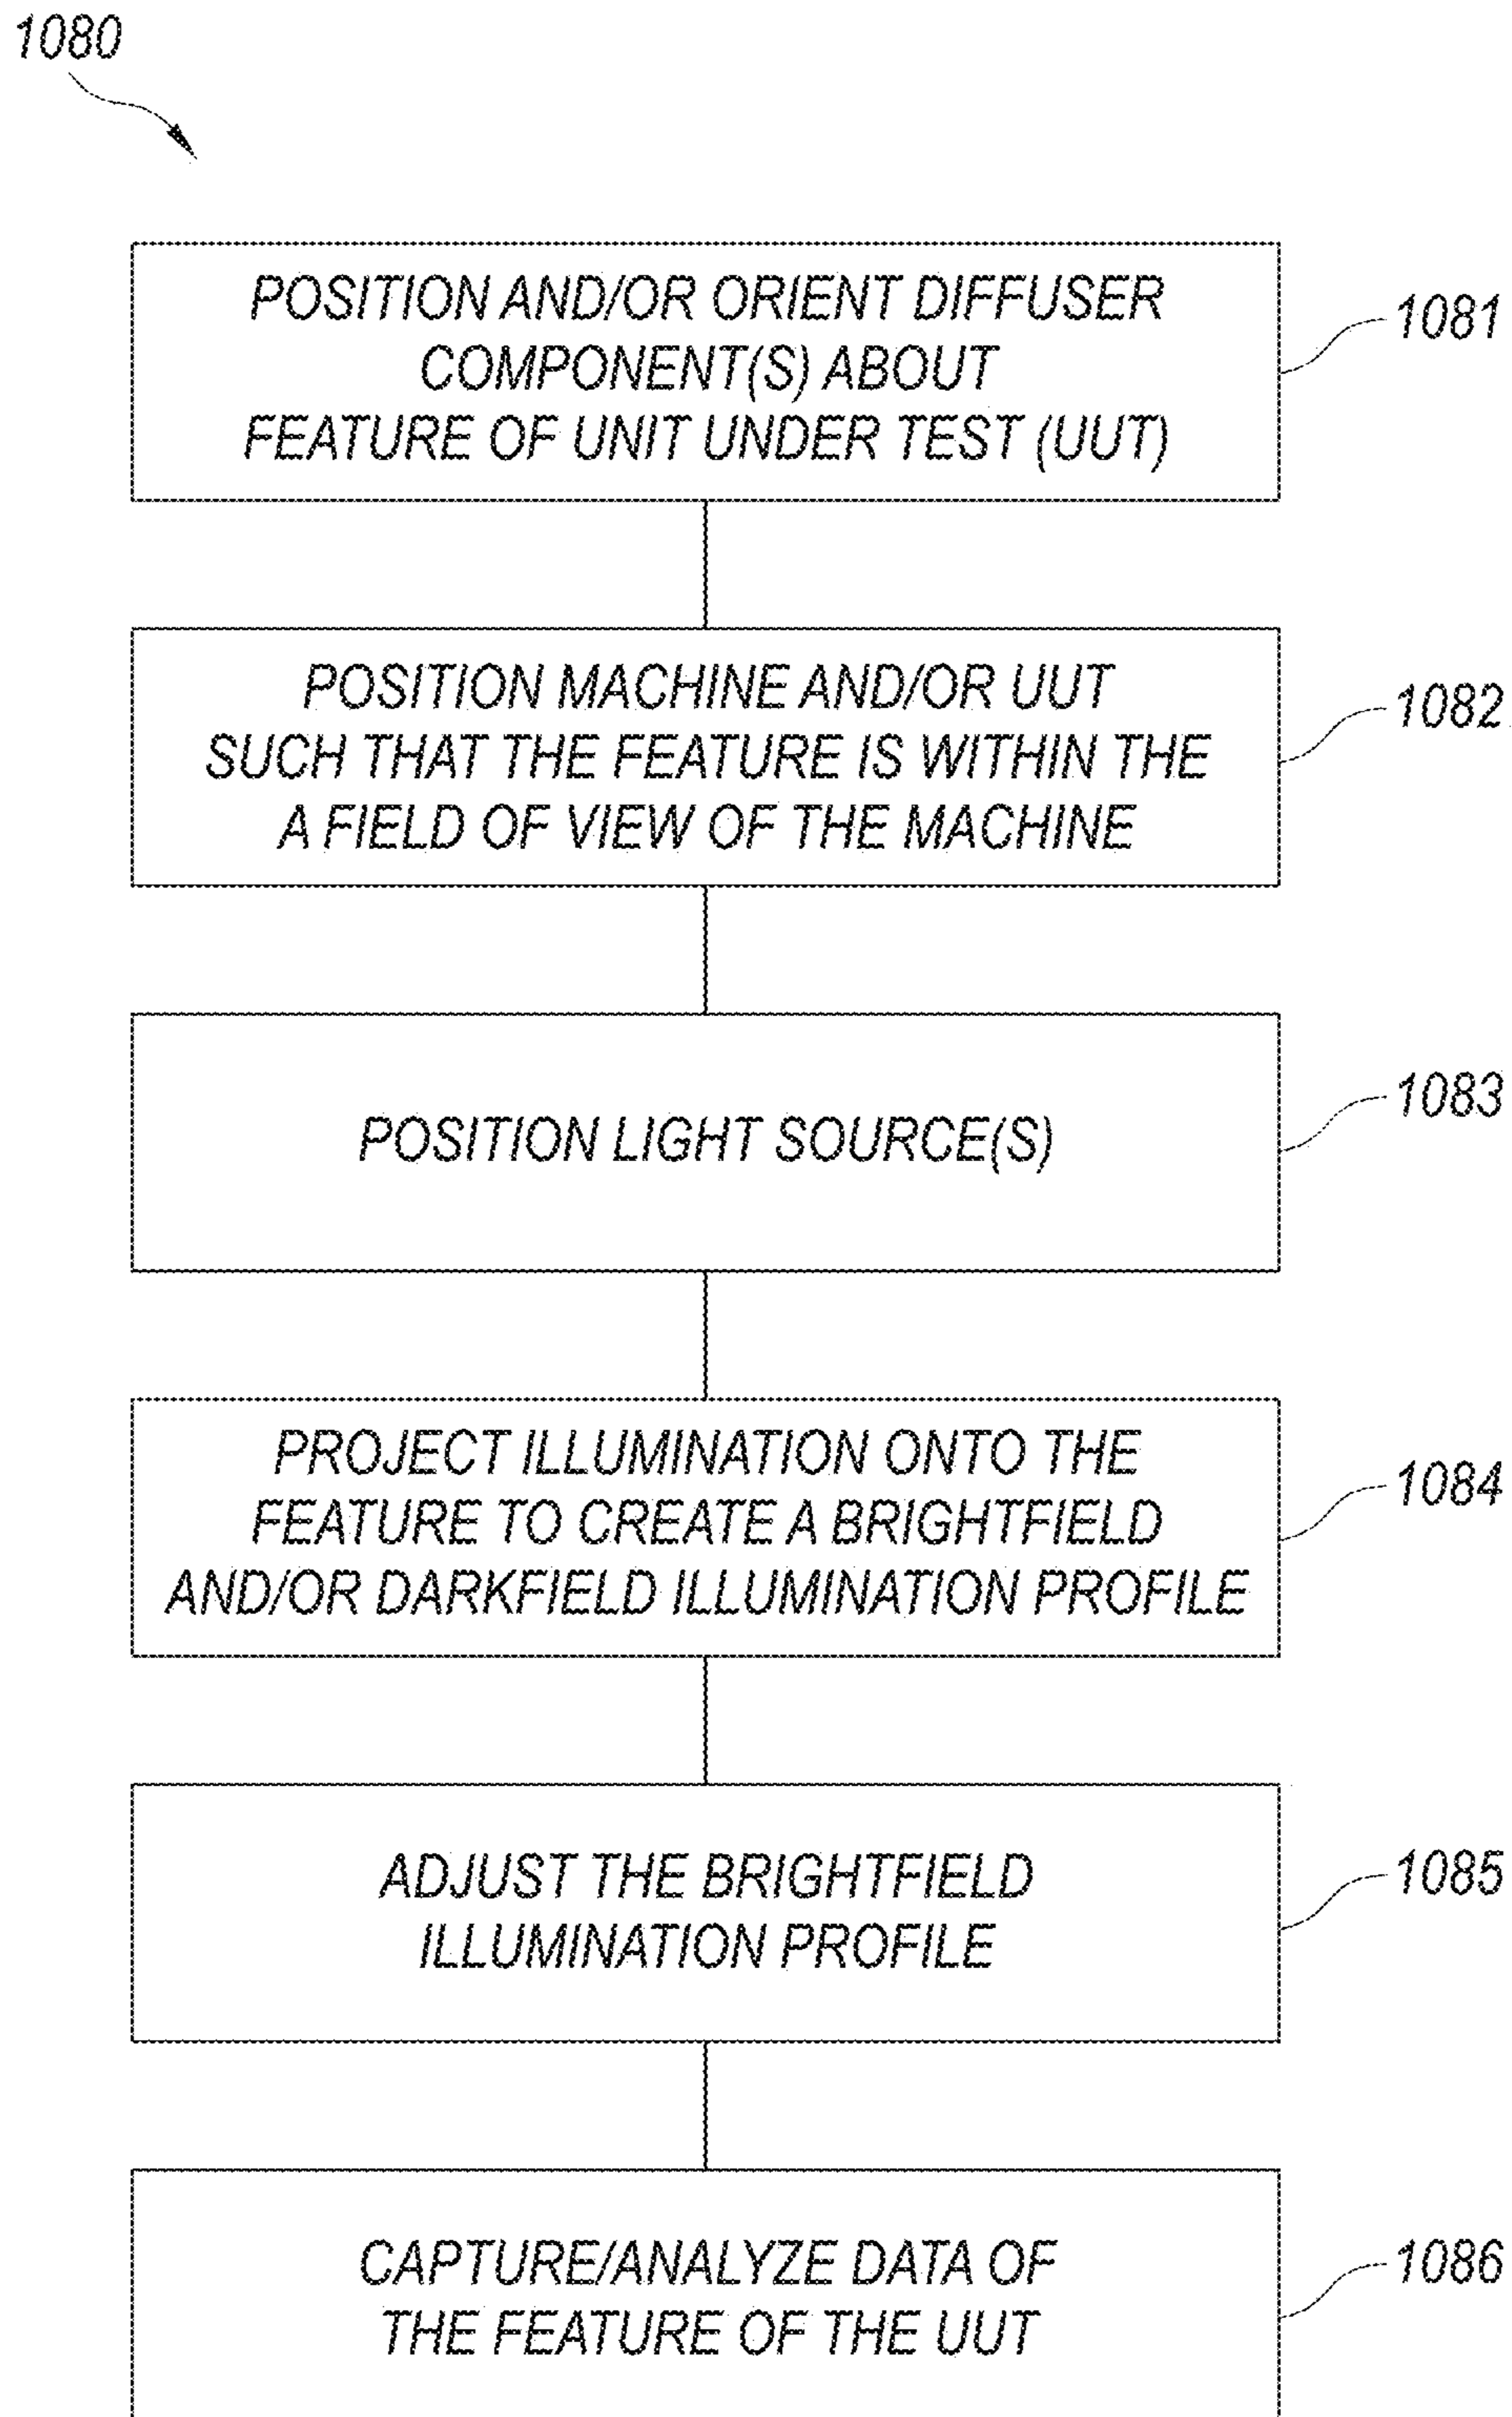 1080
POSITION AND/OR ORIENT DIFFUSER
COMPONENT(S) ABOUT
FEATURE OF UNIT UNDER TEST (UUT)
1081
POSITION MACHINE AND/OR UUT
SUCH THAT THE FEATURE IS WITHIN THE
A FIELD OF VIEW OF THE MACHINE
1082
POSITION LIGHT SOURCE(S)
1083
PROJECT ILLUMINATION ONTO THE
FEATURE TO CREATE A BRIGHTFIELD
AND/OR DARKFIELD ILLUMINATION PROFILE
1084
ADJUST THE BRIGHTFIELD
ILLUMINATION PROFILE
1085
CAPTURE/ANALYZE DATA OF
THE FEATURE OF THE UUT
1086